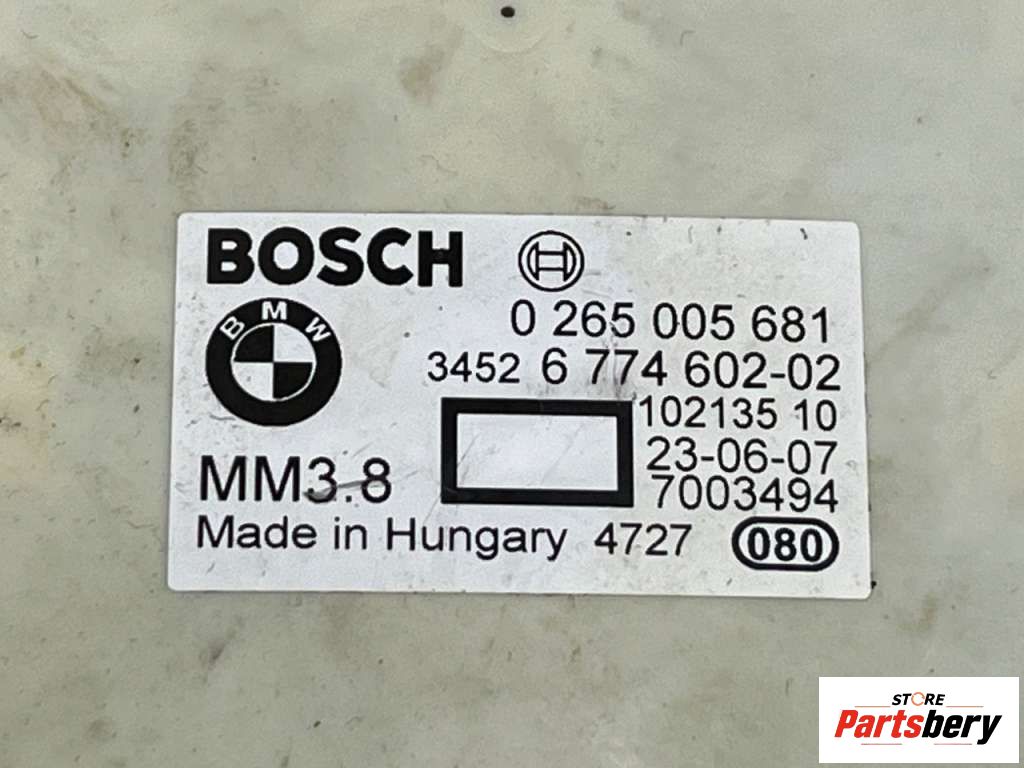 BOSCH
0 265 005 681
BMW
3452 6 774 602-02
102135 10
23-06-07
MM3.8
7003494
Made in Hungary 4727 080
STORE
Partsbery